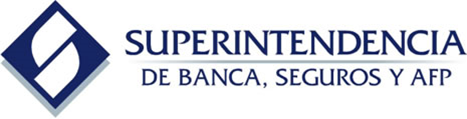 SUPERINTENDENCIA
DE BANCA, SEGUROS Y AFP